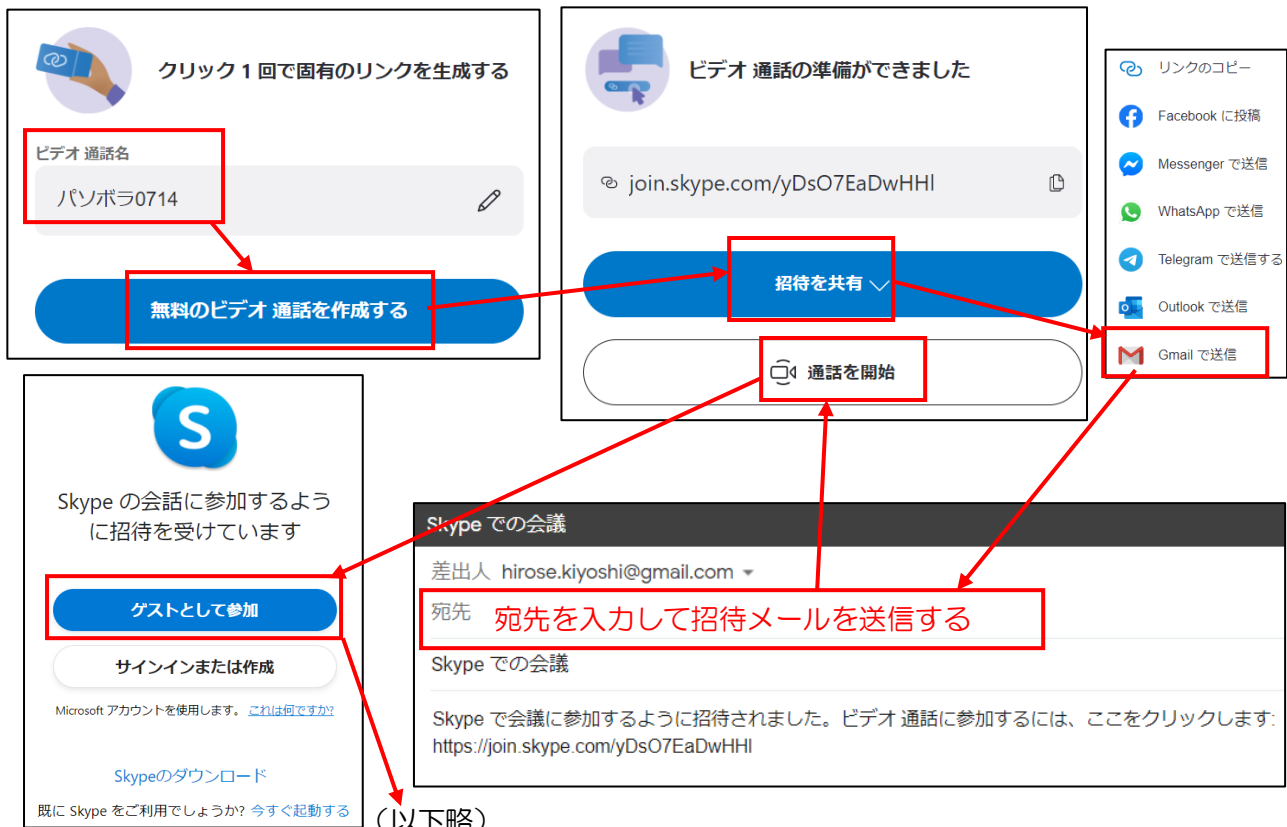 クリック 1 回で固有のリンクを生成する
ビデオ 通話名
パソボラ0714
無料のビデオ 通話を作成する
ビデオ 通話の準備ができました
join.skype.com/yDsO7EaDwHHl
招待を共有
通話を開始
リンクのコピー
Facebook に投稿
Messenger で送信
WhatsApp で送信
Telegram で送信する
Outlook で送信
Gmail で送信
S
Skype の会話に参加するよう
に招待を受けています
ゲストとして参加
サインインまたは作成
Microsoft アカウントを使用します。 これは何ですか?
Skypeのダウンロード
既に Skype をご利用でしょうか? 今すぐ起動する
(以下略)
Skype での会議
差出人 hirose.kiyoshi@gmail.com
宛先 宛先を入力して招待メールを送信する
Skype での会議
Skype で会議に参加するように招待されました。ビデオ 通話に参加するには、ここをクリックします:
https://join.skype.com/yDsO7EaDwHHl